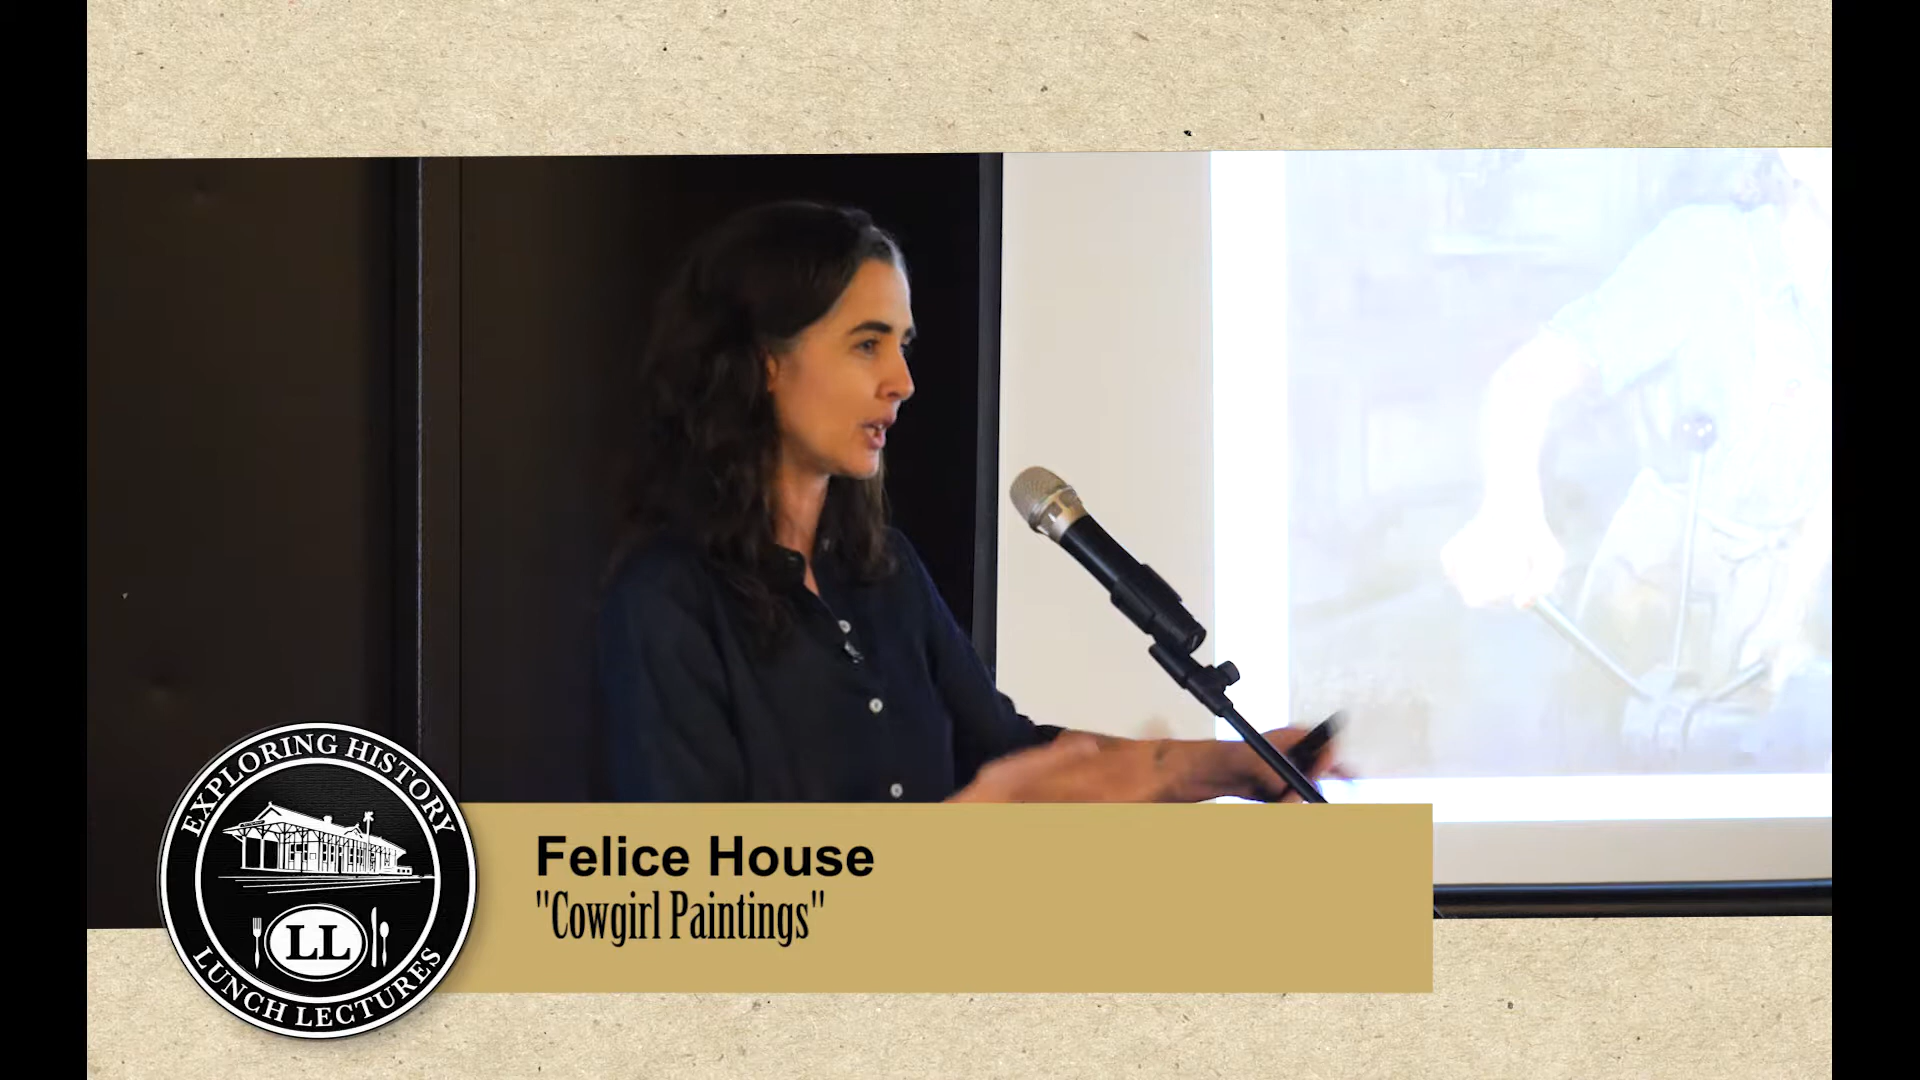 Felice House
"Cowgirl Paintings"
EXPLORING HISTORY
LL
LUNCH LECTURES